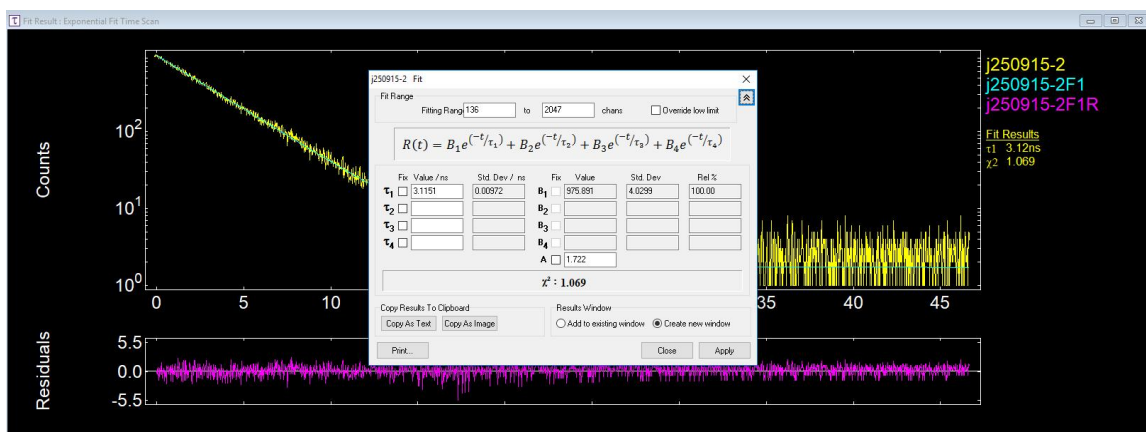 Fit Result : Exponential Fit Time Scan
j250915-2 Fit
Fit Range
Fitting Rang 136 to 2047 chans Override low limit
R(t) = B₁e^(−t/τ₁) + B₂e^(−t/τ₂) + B₃e^(−t/τ₃) + B₄e^(−t/τ₄)
Fix Value / ns Std. Dev / ns Fix Value Std. Dev Rel %
τ₁ 3.1151 0.00972 B₁ 975.891 4.0299 100.00
τ₂ B₂
τ₃ B₃
τ₄ B₄
A 1.722
χ² : 1.069
Copy Results To Clipboard
Copy As Text Copy As Image
Results Window
Add to existing window Create new window
Print... Close Apply
j250915-2
j250915-2F1
j250915-2F1R
Fit Results
τ1 3.12ns
χ2 1.069
Counts
10²
10¹
10⁰
0 5 10 35 40 45
Residuals
5.5
0.0
-5.5